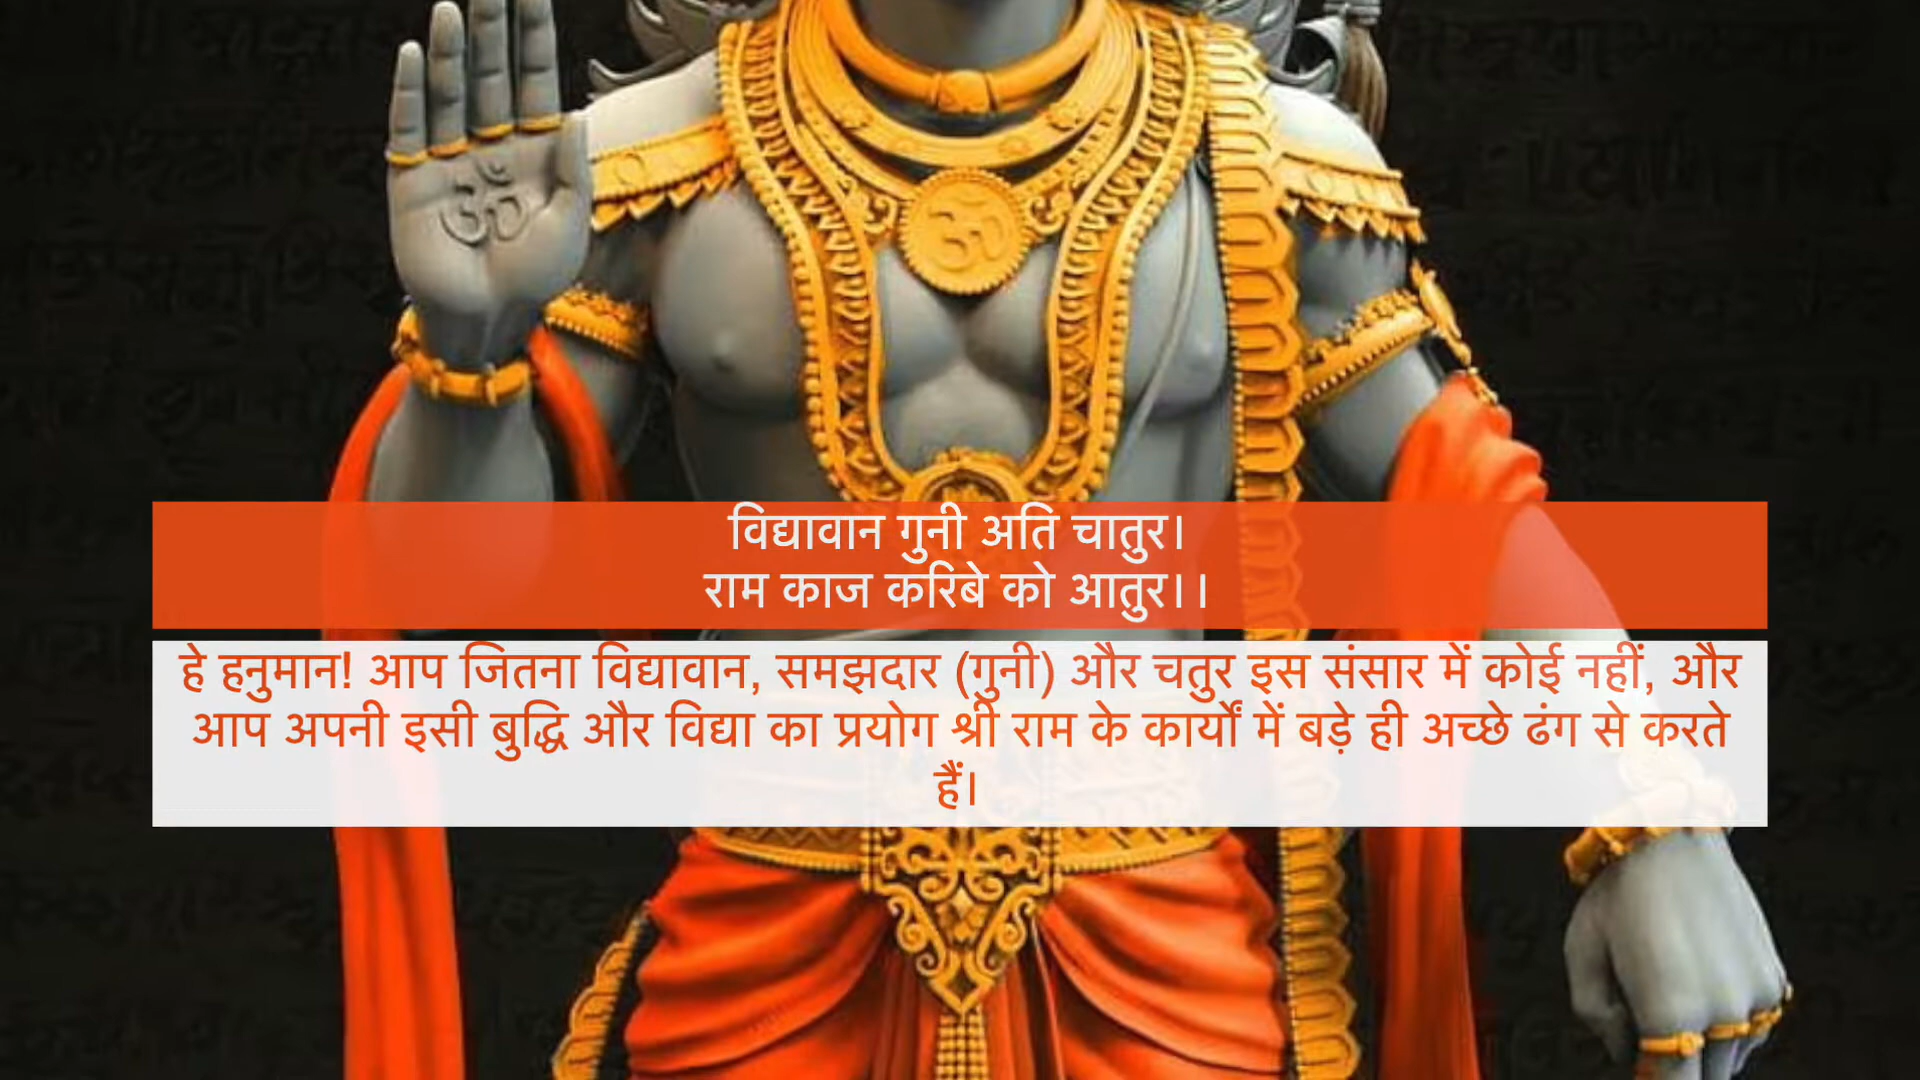 ॐ
ॐ
विद्यावान गुनी अति चातुर।
राम काज करिबे को आतुर।।
हे हनुमान! आप जितना विद्यावान, समझदार (गुनी) और चतुर इस संसार में कोई नहीं, और
आप अपनी इसी बुद्धि और विद्या का प्रयोग श्री राम के कार्यों में बड़े ही अच्छे ढंग से करते
हैं।